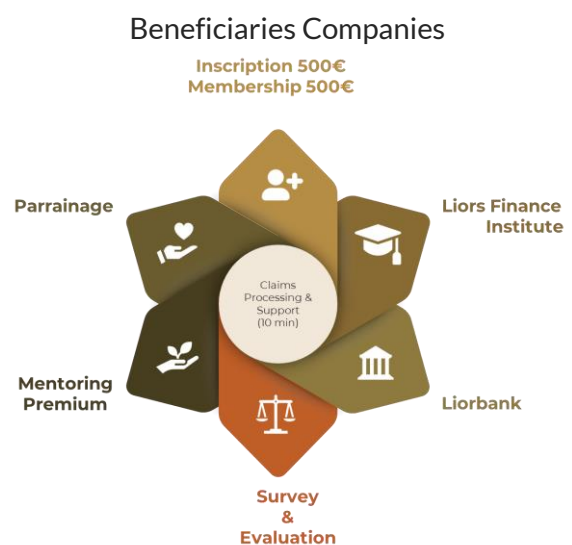 Beneficiaries Companies
Inscription 500€
Membership 500€
Parrainage
Liors Finance
Institute
Claims
Processing &
Support
(10 min)
Mentoring
Premium
Liorbank
Survey
&
Evaluation